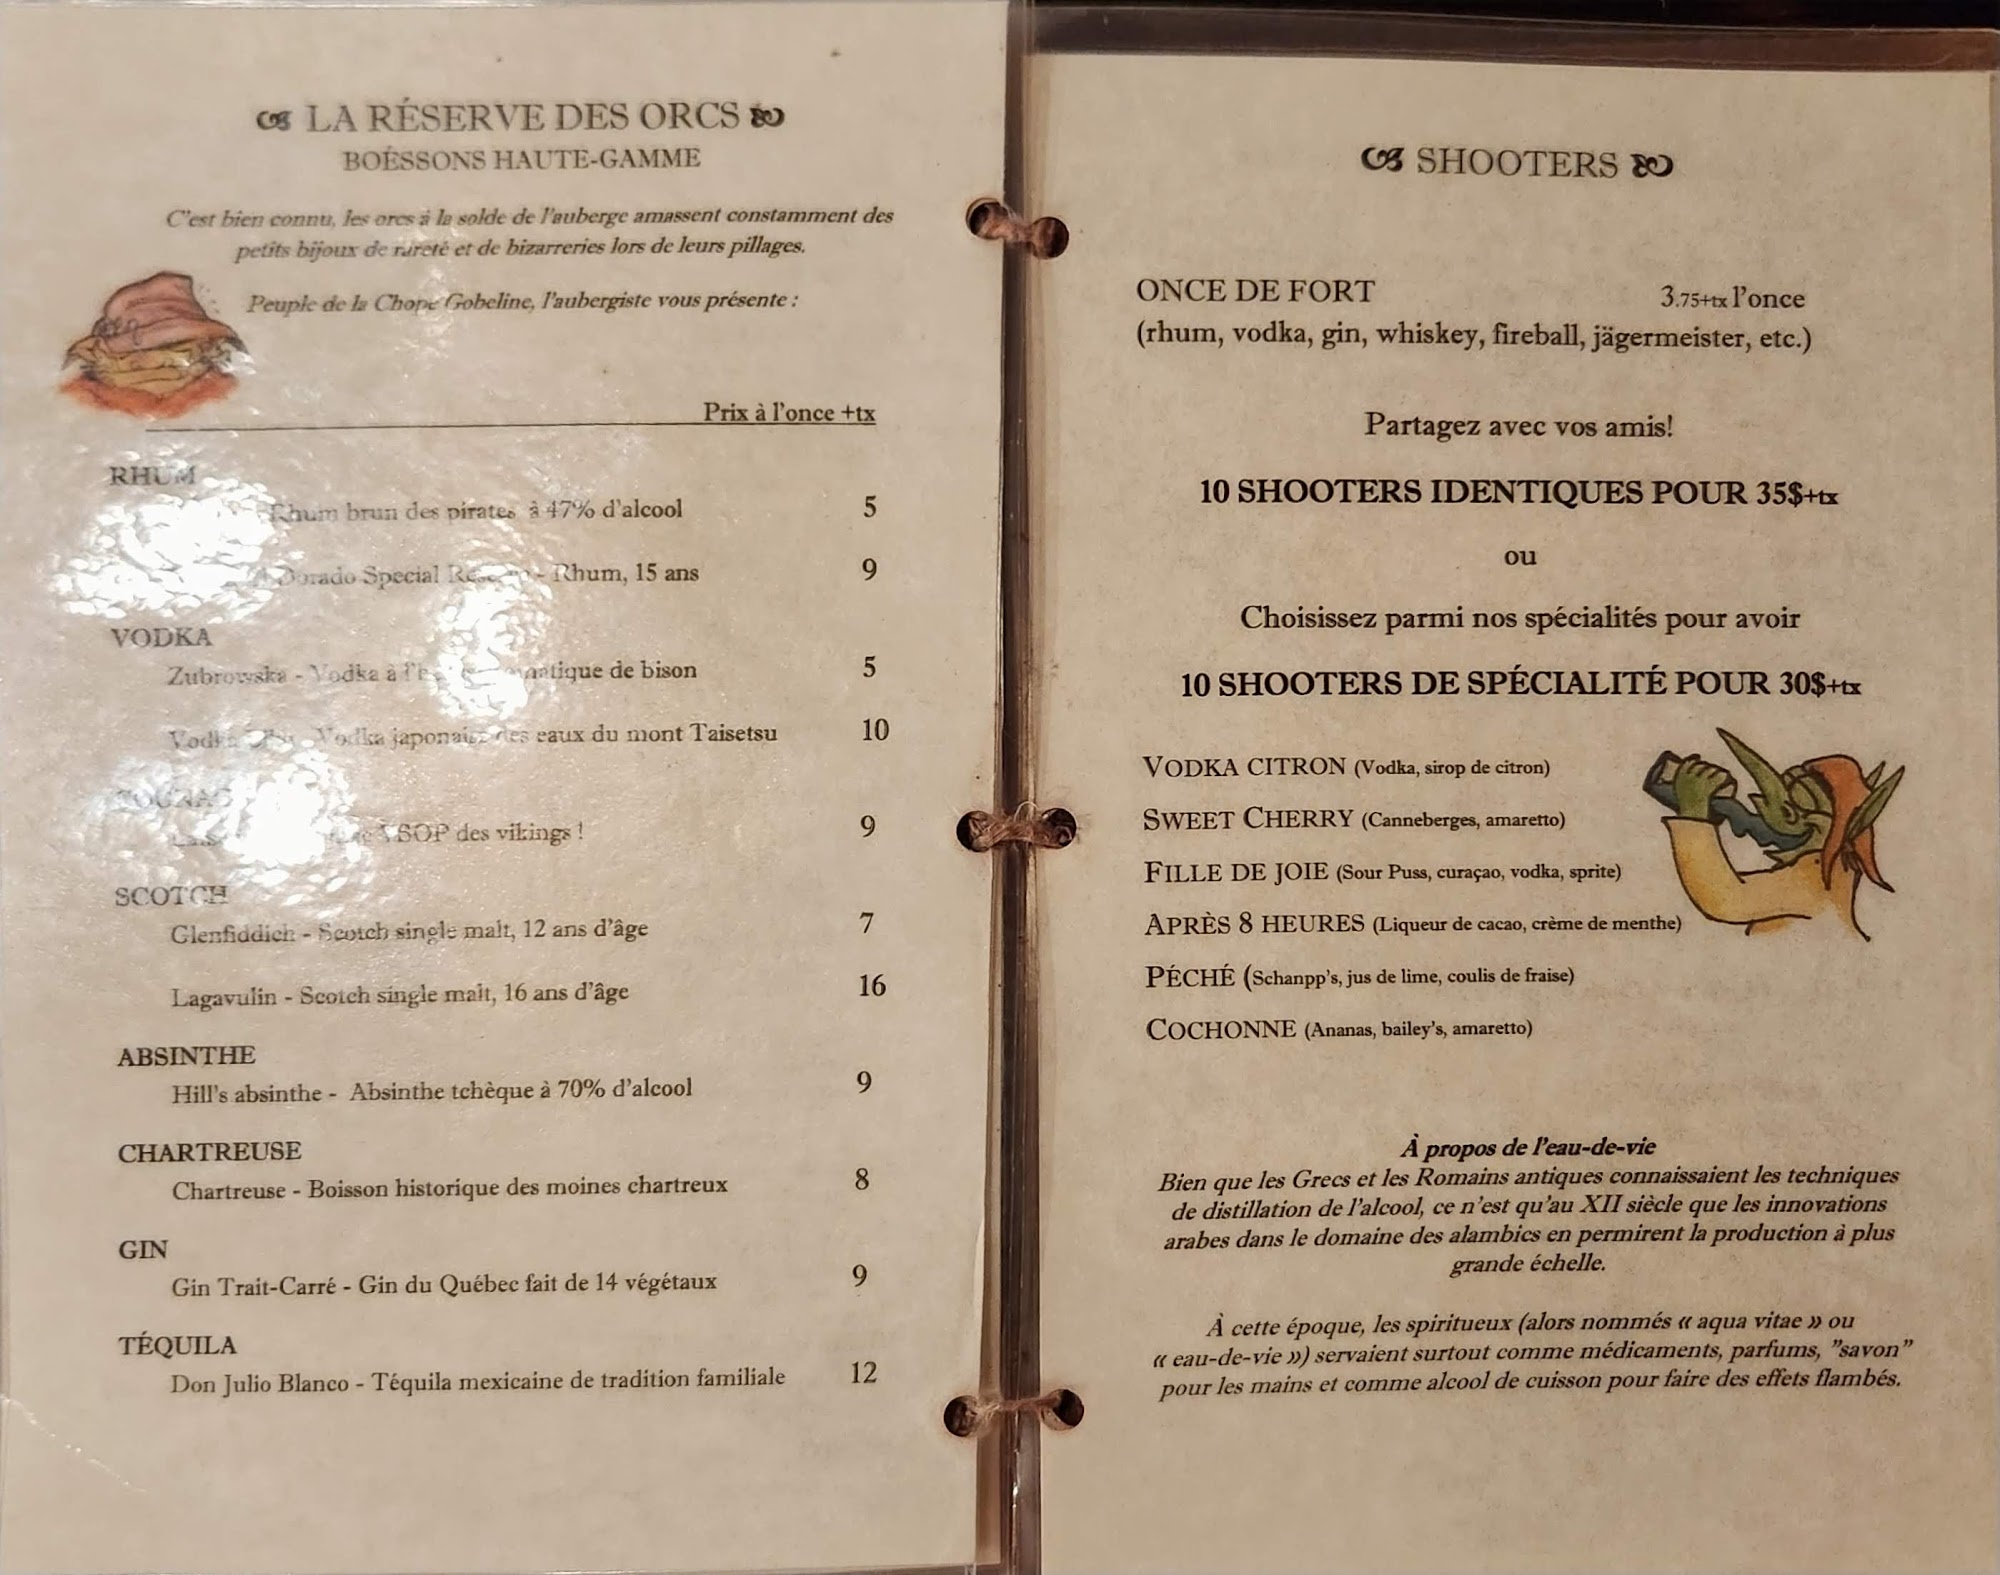 LA RÉSERVE DES ORCS
BOÉSSONS HAUTE-GAMME
C'est bien connu, les orcs à la solde de l'auberge amassent constamment des
petits bijoux de rareté et de bizarreries lors de leurs pillages.
Peuple de la Chope Gobeline, l'aubergiste vous présente :
Prix à l'once +tx
RHUM
Rhum brun des pirates à 47% d'alcool 5
Dorado Special - Rhum, 15 ans 9
VODKA
Zubrowska - Vodka à de bison 5
Vodka Vodka japonaise des eaux du mont Taisetsu 10
COGNAC
VSOP des vikings ! 9
SCOTCH
Glenfiddich - Scotch single malt, 12 ans d'âge 7
Lagavulin - Scotch single malt, 16 ans d'âge 16
ABSINTHE
Hill's absinthe - Absinthe tchèque à 70% d'alcool 9
CHARTREUSE
Chartreuse - Boisson historique des moines chartreux 8
GIN
Gin Trait-Carré - Gin du Québec fait de 14 végétaux 9
TÉQUILA
Don Julio Blanco - Téquila mexicaine de tradition familiale 12
SHOOTERS
ONCE DE FORT 3.75+tx l'once
(rhum, vodka, gin, whiskey, fireball, jägermeister, etc.)
Partagez avec vos amis!
10 SHOOTERS IDENTIQUES POUR 35$+tx
ou
Choisissez parmi nos spécialités pour avoir
10 SHOOTERS DE SPÉCIALITÉ POUR 30$+tx
VODKA CITRON (Vodka, sirop de citron)
SWEET CHERRY (Canneberges, amaretto)
FILLE DE JOIE (Sour Puss, curaçao, vodka, sprite)
APRÈS 8 HEURES (Liqueur de cacao, crème de menthe)
PÉCHÉ (Schanpp's, jus de lime, coulis de fraise)
COCHONNE (Ananas, bailey's, amaretto)
À propos de l'eau-de-vie
Bien que les Grecs et les Romains antiques connaissaient les techniques
de distillation de l'alcool, ce n'est qu'au XII siècle que les innovations
arabes dans le domaine des alambics en permirent la production à plus
grande échelle.
À cette époque, les spiritueux (alors nommés « aqua vitae » ou
« eau-de-vie ») servaient surtout comme médicaments, parfums, "savon"
pour les mains et comme alcool de cuisson pour faire des effets flambés.